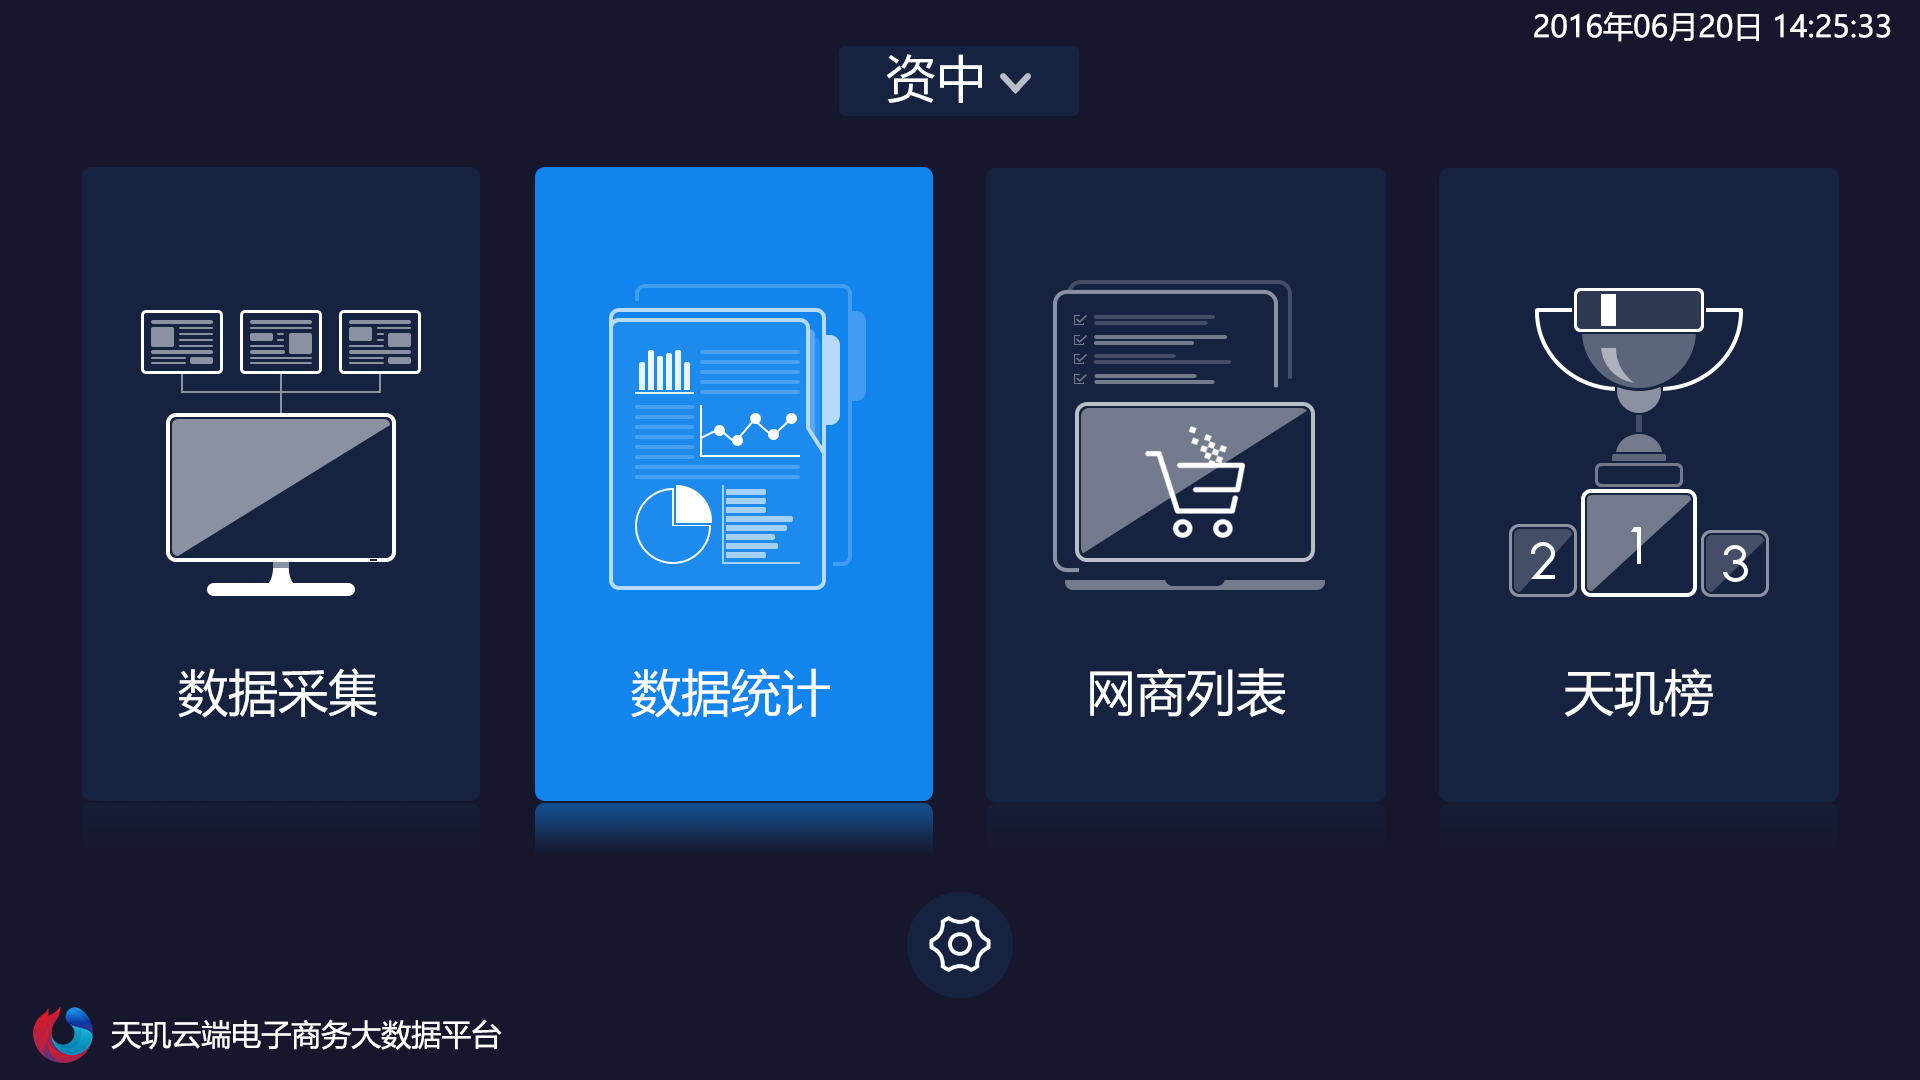 2016年06月20日 14:25:33
资中
数据采集
数据统计
网商列表
天玑榜
2
1
3
天玑云端电子商务大数据平台